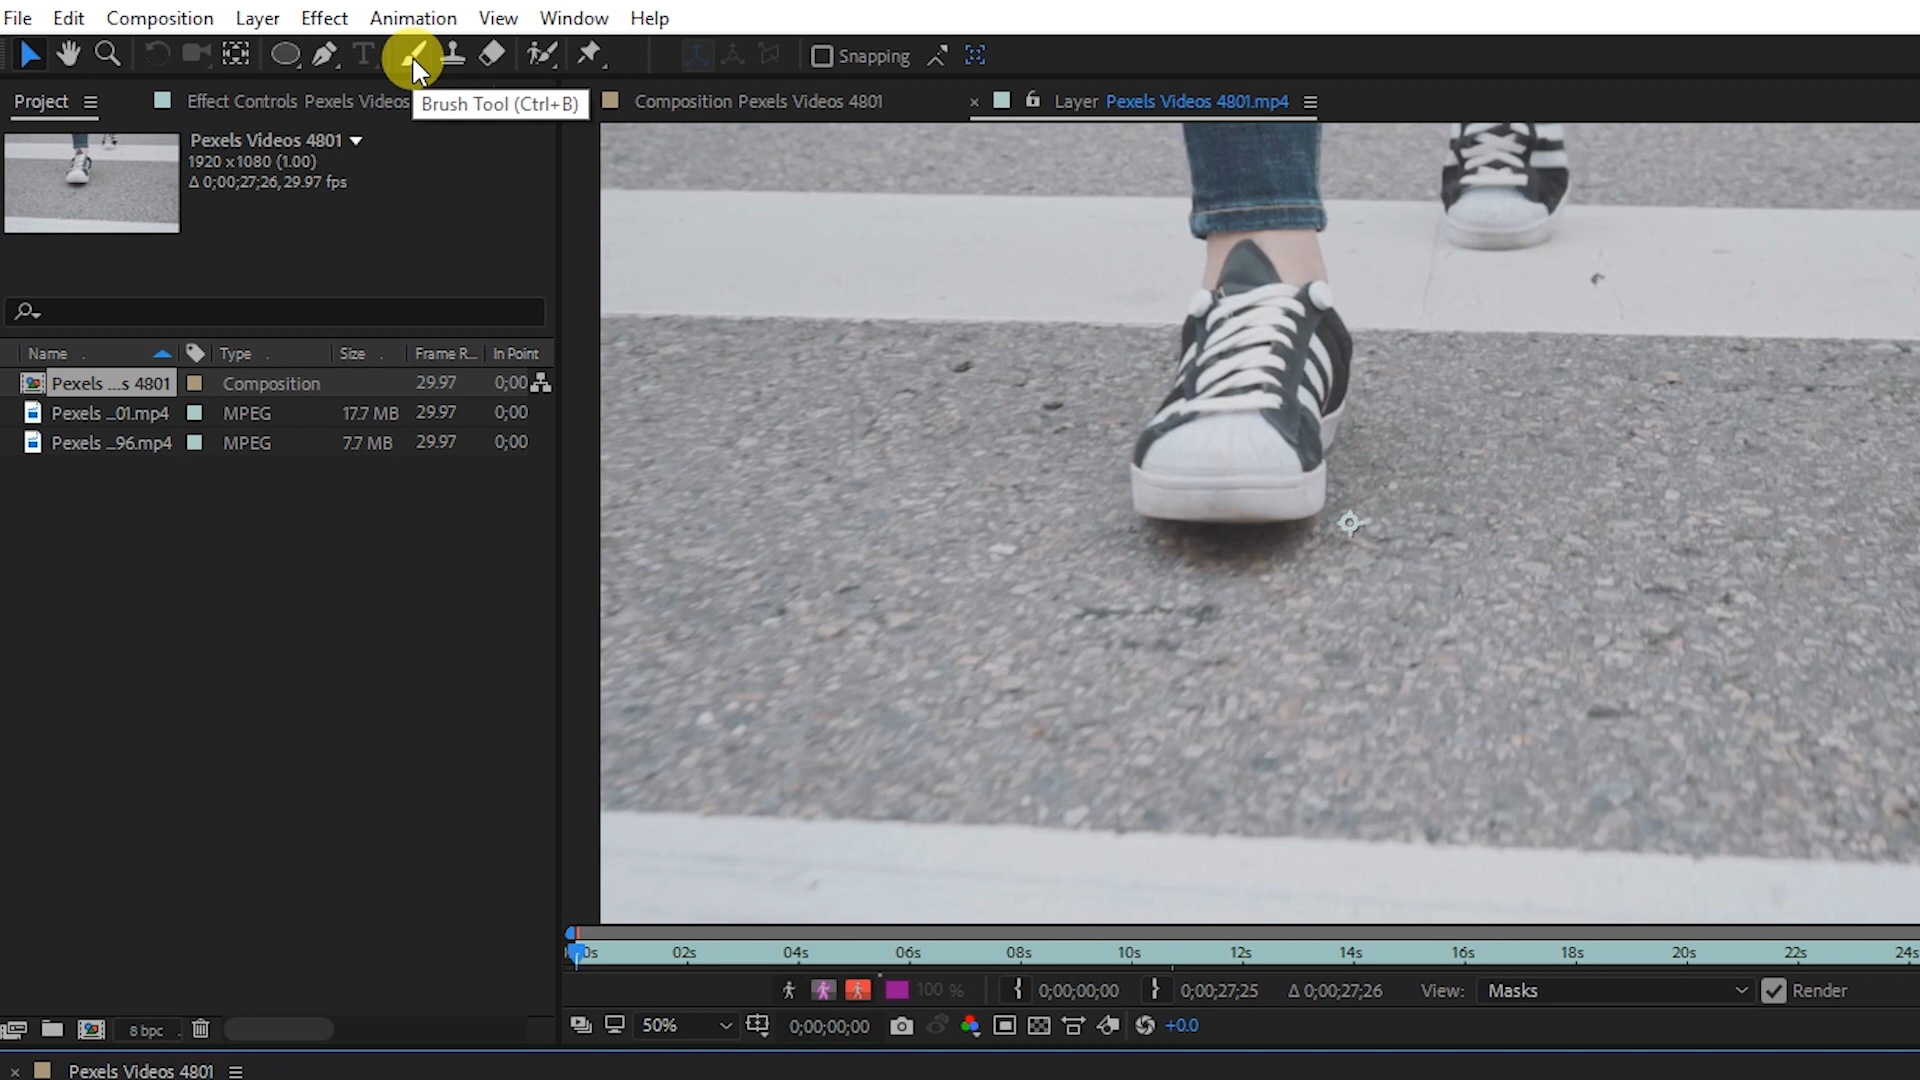 File Edit Composition Layer Effect Animation View Window Help
T Snapping
Project Effect Controls Pexels Videos Composition Pexels Videos 4801 × Layer Pexels Videos 4801.mp4
Brush Tool (Ctrl+B)
Pexels Videos 4801
1920 x1080 (1.00)
Δ 0;00;27;26, 29.97 fps
Name Type Size Frame R... In Point
Pexels ...s 4801 Composition 29.97 0;00
Pexels ...01.mp4 MPEG 17.7 MB 29.97 0;00
Pexels ...96.mp4 MPEG 7.7 MB 29.97 0;00
0s 02s 04s 06s 08s 10s 12s 14s 16s 18s 20s 22s 24s
100 % 0;00;00;00 0;00;27;25 Δ 0;00;27;26 View: Masks Render
8 bpc 50% 0;00;00;00 +0.0
× Pexels Videos 4801